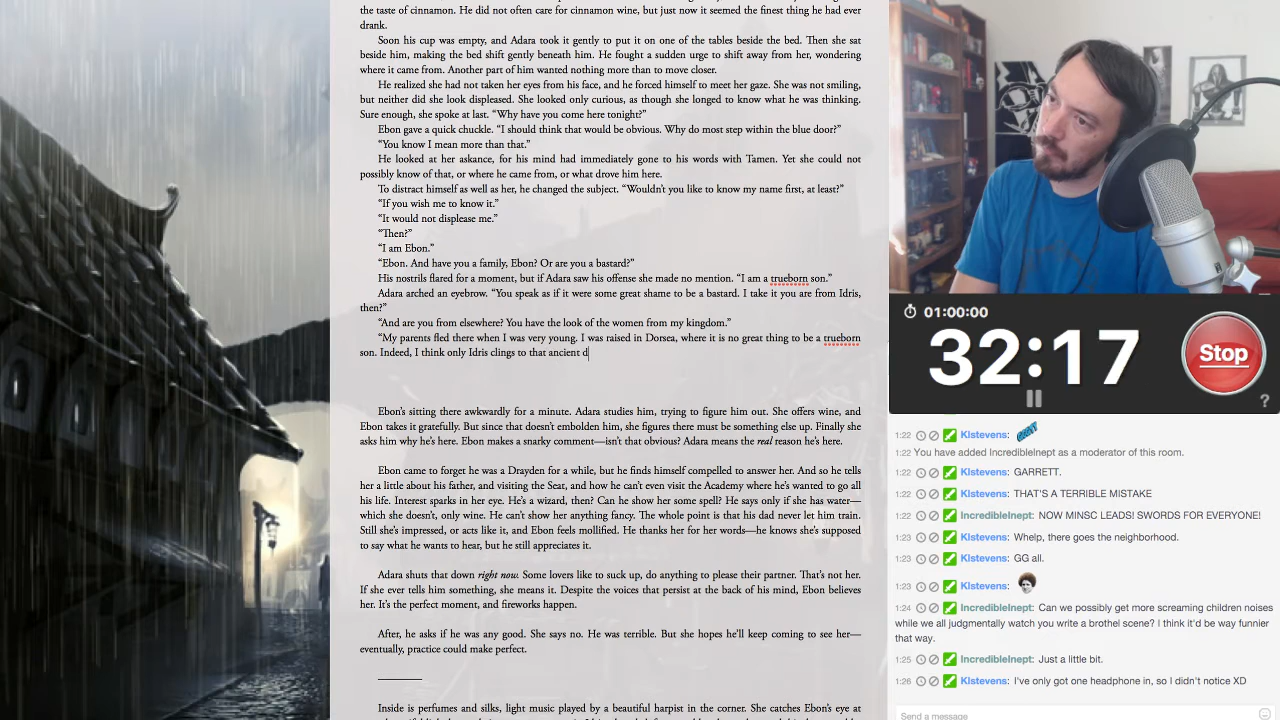 the taste of cinnamon. He did not often care for cinnamon wine, but just now it seemed the finest thing he had ever
drank.
Soon his cup was empty, and Adara took it gently to put it on one of the tables beside the bed. Then she sat
beside him, making the bed shift gently beneath him. He fought a sudden urge to shift away from her, wondering
where it came from. Another part of him wanted nothing more than to move closer.
He realized she had not taken her eyes from his face, and he forced himself to meet her gaze. She was not smiling,
but neither did she look displeased. She looked only curious, as though she longed to know what he was thinking.
Sure enough, she spoke at last. “Why have you come here tonight?”
Ebon gave a quick chuckle. “I should think that would be obvious. Why do most step within the blue door?”
“You know I mean more than that.”
He looked at her askance, for his mind had immediately gone to his words with Tamen. Yet she could not
possibly know of that, or where he came from, or what drove him here.
To distract himself as well as her, he changed the subject. “Wouldn’t you like to know my name first, at least?”
“If you wish me to know it.”
“It would not displease me.”
“Then?”
“I am Ebon.”
“Ebon. And have you a family, Ebon? Or are you a bastard?”
His nostrils flared for a moment, but if Adara saw his offense she made no mention. “I am a trueborn son.”
Adara arched an eyebrow. “You speak as if it were some great shame to be a bastard. I take it you are from Idris,
then?”
“And are you from elsewhere? You have the look of the women from my kingdom.”
“My parents fled there when I was very young. I was raised in Dorsea, where it is no great thing to be a trueborn
son. Indeed, I think only Idris clings to that ancient d
Ebon’s sitting there awkwardly for a minute. Adara studies him, trying to figure him out. She offers wine, and
Ebon takes it gratefully. But since that doesn’t embolden him, she figures there must be something else up. Finally she
asks him why he’s here. Ebon makes a snarky comment—isn’t that obvious? Adara means the real reason he’s here.
Ebon came to forget he was a Drayden for a while, but he finds himself compelled to answer her. And so he tells
her a little about his father, and visiting the Seat, and how he can’t even visit the Academy where he’s wanted to go all
his life. Interest sparks in her eye. He’s a wizard, then? Can he show her some spell? He says only if she has water—
which she doesn’t, only wine. He can’t show her anything fancy. The whole point is that his dad never let him train.
Still she’s impressed, or acts like it, and Ebon feels mollified. He thanks her for her words—he knows she’s supposed
to say what he wants to hear, but he still appreciates it.
Adara shuts that down right now. Some lovers like to suck up, do anything to please their partner. That’s not her.
If she ever tells him something, she means it. Despite the voices that persist at the back of his mind, Ebon believes
her. It’s the perfect moment, and fireworks happen.
After, he asks if he was any good. She says no. He was terrible. But she hopes he’ll keep coming to see her—
eventually, practice could make perfect.
Inside is perfumes and silks, light music played by a beautiful harpist in the corner. She catches Ebon’s eye at
01:00:00
32:17
Stop
?
1:22 KIstevens:
1:22 You have added IncredibleInept as a moderator of this room.
1:22 KIstevens: GARRETT.
1:22 KIstevens: THAT'S A TERRIBLE MISTAKE
1:22 IncredibleInept: NOW MINSC LEADS! SWORDS FOR EVERYONE!
1:23 KIstevens: Whelp, there goes the neighborhood.
1:23 KIstevens: GG all.
1:23 KIstevens:
1:24 IncredibleInept: Can we possibly get more screaming children noises
while we all judgmentally watch you write a brothel scene? I think it'd be way funnier
that way.
1:25 IncredibleInept: Just a little bit.
1:26 KIstevens: I've only got one headphone in, so I didn't notice XD
Send a message